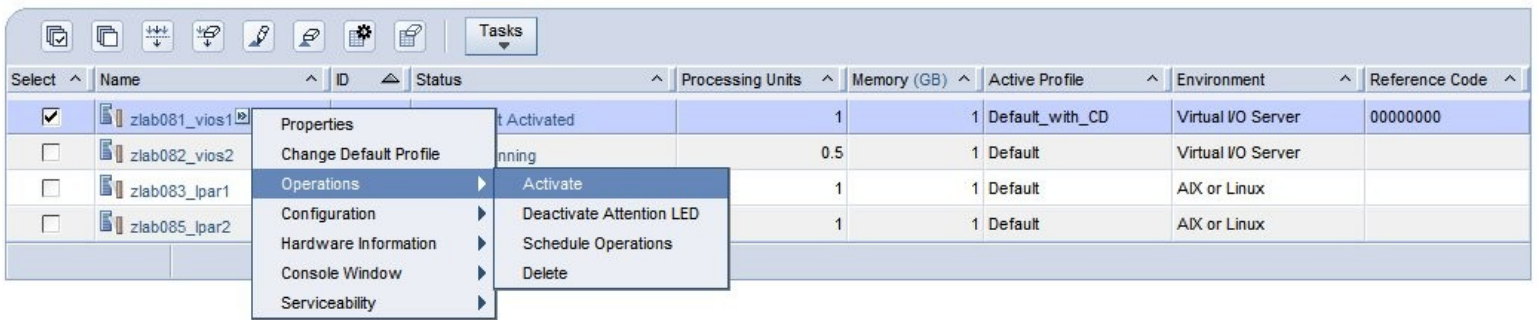 Tasks
Select Name ID Status Processing Units Memory (GB) Active Profile Environment Reference Code
zlab081_vios1 t Activated 1 1 Default_with_CD Virtual I/O Server 00000000
zlab082_vios2 nning 0.5 1 Default Virtual I/O Server
zlab083_lpar1 1 1 Default AIX or Linux
zlab085_lpar2 1 1 Default AIX or Linux
Properties
Change Default Profile
Operations
Configuration
Hardware Information
Console Window
Serviceability
Activate
Deactivate Attention LED
Schedule Operations
Delete